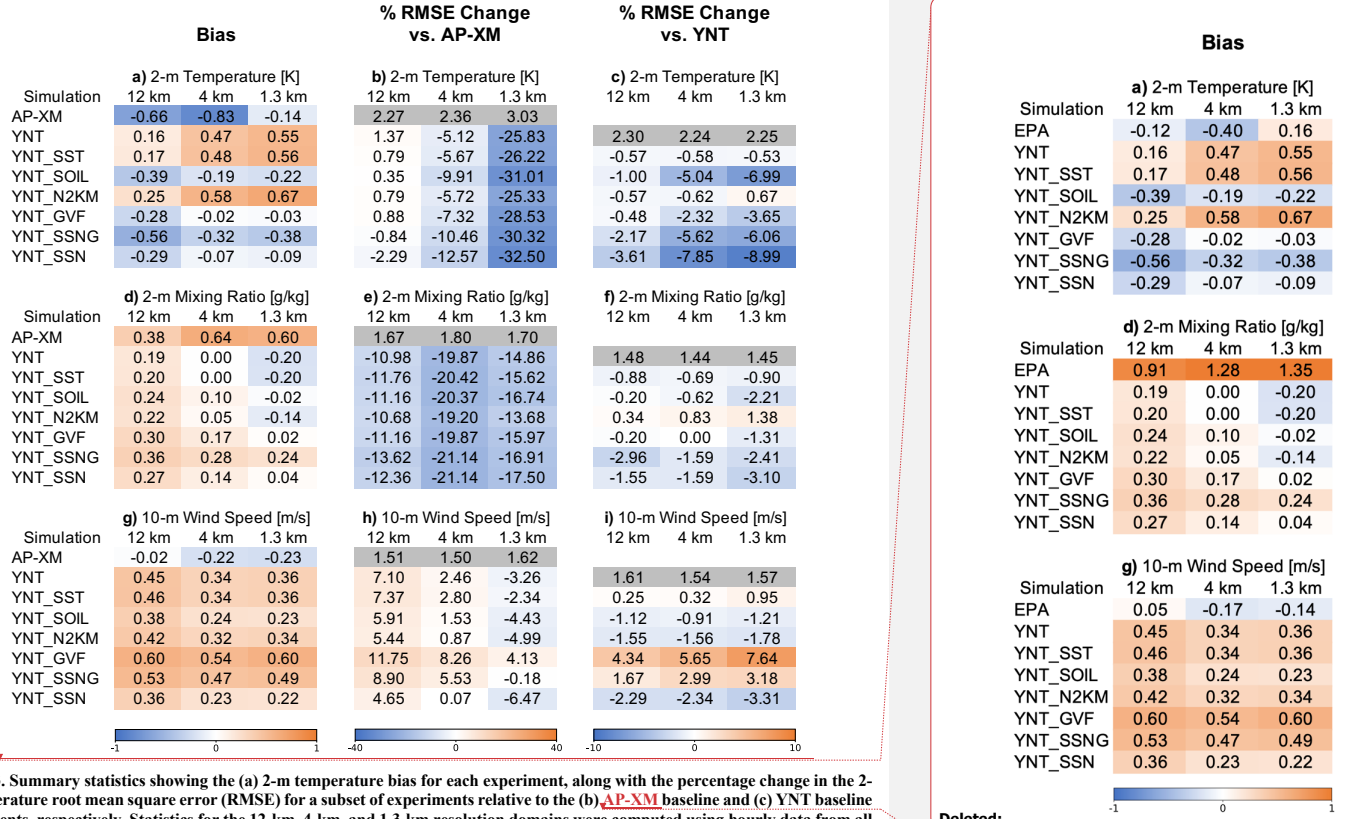 Bias
% RMSE Change
vs. AP-XM
% RMSE Change
vs. YNT
a) 2-m Temperature [K]
b) 2-m Temperature [K]
c) 2-m Temperature [K]
Simulation 12 km 4 km 1.3 km 12 km 4 km 1.3 km 12 km 4 km 1.3 km
AP-XM -0.66 -0.83 -0.14 2.27 2.36 3.03
YNT 0.16 0.47 0.55 1.37 -5.12 -25.83 2.30 2.24 2.25
YNT_SST 0.17 0.48 0.56 0.79 -5.67 -26.22 -0.57 -0.58 -0.53
YNT_SOIL -0.39 -0.19 -0.22 0.35 -9.91 -31.01 -1.00 -5.04 -6.99
YNT_N2KM 0.25 0.58 0.67 0.79 -5.72 -25.33 -0.57 -0.62 0.67
YNT_GVF -0.28 -0.02 -0.03 0.88 -7.32 -28.53 -0.48 -2.32 -3.65
YNT_SSNG -0.56 -0.32 -0.38 -0.84 -10.46 -30.32 -2.17 -5.62 -6.06
YNT_SSN -0.29 -0.07 -0.09 -2.29 -12.57 -32.50 -3.61 -7.85 -8.99
d) 2-m Mixing Ratio [g/kg]
e) 2-m Mixing Ratio [g/kg]
f) 2-m Mixing Ratio [g/kg]
Simulation 12 km 4 km 1.3 km 12 km 4 km 1.3 km 12 km 4 km 1.3 km
AP-XM 0.38 0.64 0.60 1.67 1.80 1.70
YNT 0.19 0.00 -0.20 -10.98 -19.87 -14.86 1.48 1.44 1.45
YNT_SST 0.20 0.00 -0.20 -11.76 -20.42 -15.62 -0.88 -0.69 -0.90
YNT_SOIL 0.24 0.10 -0.02 -11.16 -20.37 -16.74 -0.20 -0.62 -2.21
YNT_N2KM 0.22 0.05 -0.14 -10.68 -19.20 -13.68 0.34 0.83 1.38
YNT_GVF 0.30 0.17 0.02 -11.16 -19.87 -15.97 -0.20 0.00 -1.31
YNT_SSNG 0.36 0.28 0.24 -13.62 -21.14 -16.91 -2.96 -1.59 -2.41
YNT_SSN 0.27 0.14 0.04 -12.36 -21.14 -17.50 -1.55 -1.59 -3.10
g) 10-m Wind Speed [m/s]
h) 10-m Wind Speed [m/s]
i) 10-m Wind Speed [m/s]
Simulation 12 km 4 km 1.3 km 12 km 4 km 1.3 km 12 km 4 km 1.3 km
AP-XM -0.02 -0.22 -0.23 1.51 1.50 1.62
YNT 0.45 0.34 0.36 7.10 2.46 -3.26 1.61 1.54 1.57
YNT_SST 0.46 0.34 0.36 7.37 2.80 -2.34 0.25 0.32 0.95
YNT_SOIL 0.38 0.24 0.23 5.91 1.53 -4.43 -1.12 -0.91 -1.21
YNT_N2KM 0.42 0.32 0.34 5.44 0.87 -4.99 -1.55 -1.56 -1.78
YNT_GVF 0.60 0.54 0.60 11.75 8.26 4.13 4.34 5.65 7.64
YNT_SSNG 0.53 0.47 0.49 8.90 5.53 -0.18 1.67 2.99 3.18
YNT_SSN 0.36 0.23 0.22 4.65 0.07 -6.47 -2.29 -2.34 -3.31
-1 0 1 -40 0 40 -10 0 10
. Summary statistics showing the (a) 2-m temperature bias for each experiment, along with the percentage change in the 2-
erature root mean square error (RMSE) for a subset of experiments relative to the (b) AP-XM baseline and (c) YNT baseline
ents, respectively. Statistics for the 12-km, 4-km, and 1.3-km resolution domains were computed using hourly data from all
Bias
a) 2-m Temperature [K]
Simulation 12 km 4 km 1.3 km
EPA -0.12 -0.40 0.16
YNT 0.16 0.47 0.55
YNT_SST 0.17 0.48 0.56
YNT_SOIL -0.39 -0.19 -0.22
YNT_N2KM 0.25 0.58 0.67
YNT_GVF -0.28 -0.02 -0.03
YNT_SSNG -0.56 -0.32 -0.38
YNT_SSN -0.29 -0.07 -0.09
d) 2-m Mixing Ratio [g/kg]
Simulation 12 km 4 km 1.3 km
EPA 0.91 1.28 1.35
YNT 0.19 0.00 -0.20
YNT_SST 0.20 0.00 -0.20
YNT_SOIL 0.24 0.10 -0.02
YNT_N2KM 0.22 0.05 -0.14
YNT_GVF 0.30 0.17 0.02
YNT_SSNG 0.36 0.28 0.24
YNT_SSN 0.27 0.14 0.04
g) 10-m Wind Speed [m/s]
Simulation 12 km 4 km 1.3 km
EPA 0.05 -0.17 -0.14
YNT 0.45 0.34 0.36
YNT_SST 0.46 0.34 0.36
YNT_SOIL 0.38 0.24 0.23
YNT_N2KM 0.42 0.32 0.34
YNT_GVF 0.60 0.54 0.60
YNT_SSNG 0.53 0.47 0.49
YNT_SSN 0.36 0.23 0.22
-1 0 1
Deleted: